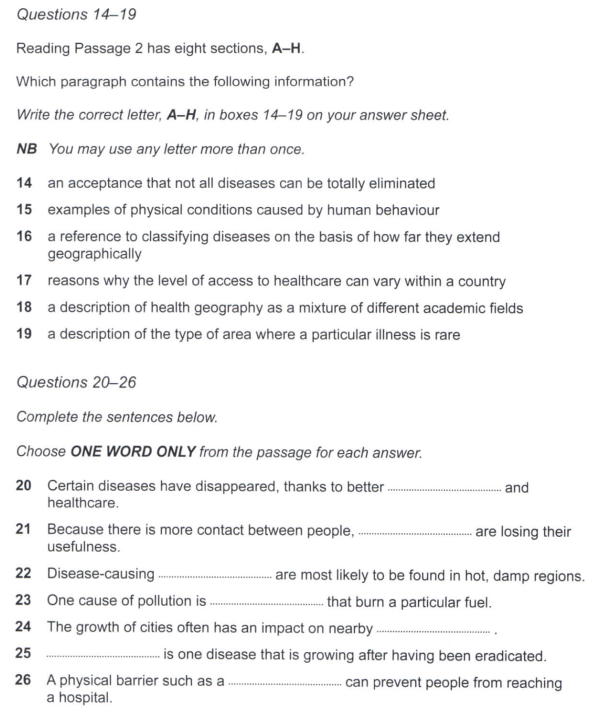 Questions 14–19
Reading Passage 2 has eight sections, A–H.
Which paragraph contains the following information?
Write the correct letter, A–H, in boxes 14–19 on your answer sheet.
NB You may use any letter more than once.
14 an acceptance that not all diseases can be totally eliminated
15 examples of physical conditions caused by human behaviour
16 a reference to classifying diseases on the basis of how far they extend
geographically
17 reasons why the level of access to healthcare can vary within a country
18 a description of health geography as a mixture of different academic fields
19 a description of the type of area where a particular illness is rare
Questions 20–26
Complete the sentences below.
Choose ONE WORD ONLY from the passage for each answer.
20 Certain diseases have disappeared, thanks to better .................... and
healthcare.
21 Because there is more contact between people, .................... are losing their
usefulness.
22 Disease-causing .................... are most likely to be found in hot, damp regions.
23 One cause of pollution is .................... that burn a particular fuel.
24 The growth of cities often has an impact on nearby .................... .
25 .................... is one disease that is growing after having been eradicated.
26 A physical barrier such as a .................... can prevent people from reaching
a hospital.